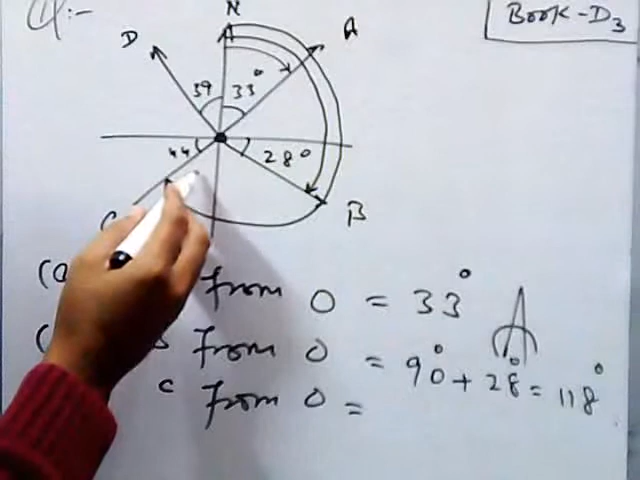 Q:-
Book - D3
N
D
A
39
33°
44
28°
C
B
(a from O = 33°
( B from O = 90° + 28 = 118°
C from O =